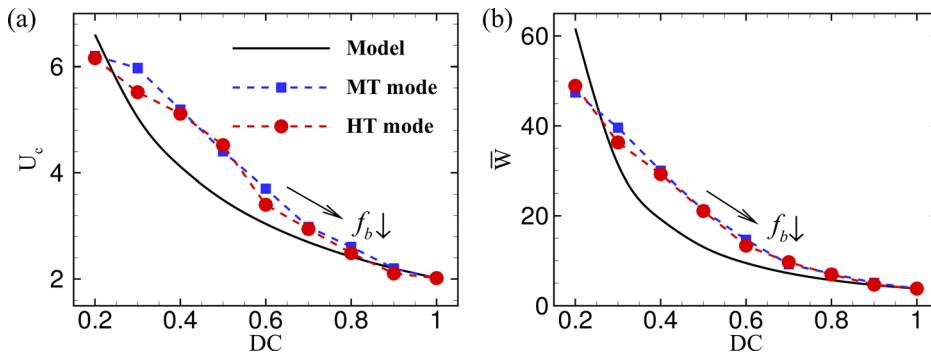 (a)
6
4
2
U_c
0.2 0.4 0.6 0.8 1
DC
Model
MT mode
HT mode
f_b↓
(b)
60
40
20
0
W̅
0.2 0.4 0.6 0.8 1
DC
f_b↓